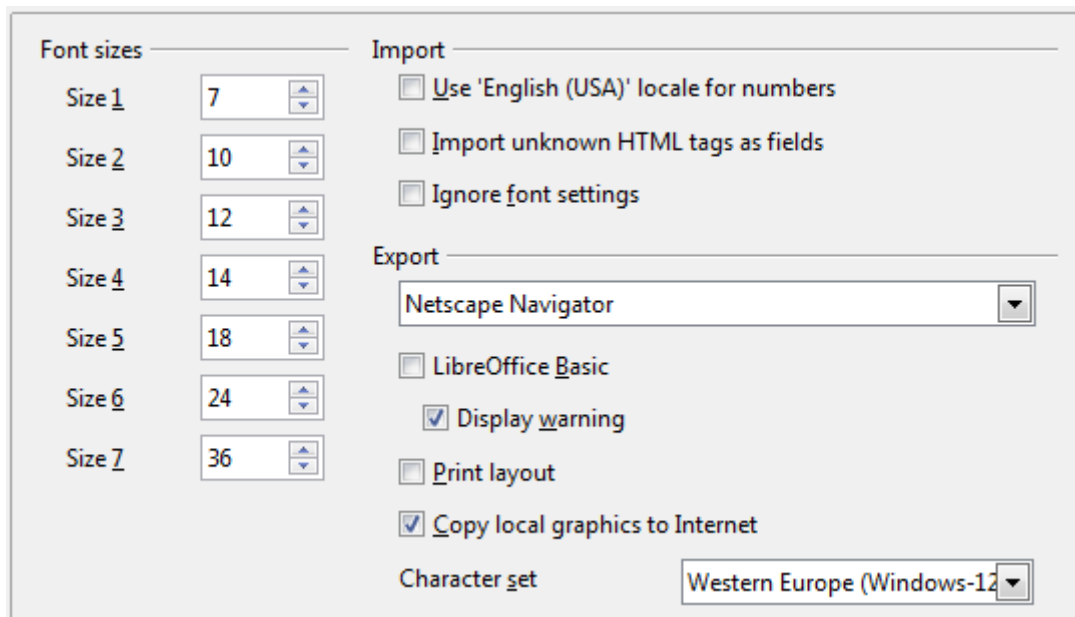 Font sizes
Size 1 7
Size 2 10
Size 3 12
Size 4 14
Size 5 18
Size 6 24
Size 7 36
Import
Use 'English (USA)' locale for numbers
Import unknown HTML tags as fields
Ignore font settings
Export
Netscape Navigator
LibreOffice Basic
Display warning
Print layout
Copy local graphics to Internet
Character set Western Europe (Windows-12